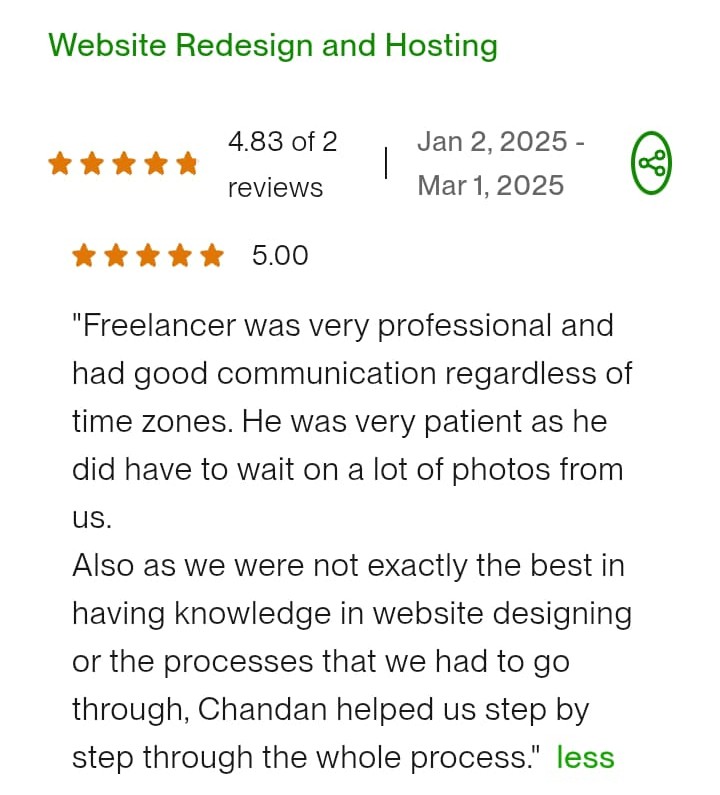 Website Redesign and Hosting
4.83 of 2
reviews
Jan 2, 2025 -
Mar 1, 2025
5.00
"Freelancer was very professional and
had good communication regardless of
time zones. He was very patient as he
did have to wait on a lot of photos from
us.
Also as we were not exactly the best in
having knowledge in website designing
or the processes that we had to go
through, Chandan helped us step by
step through the whole process." less